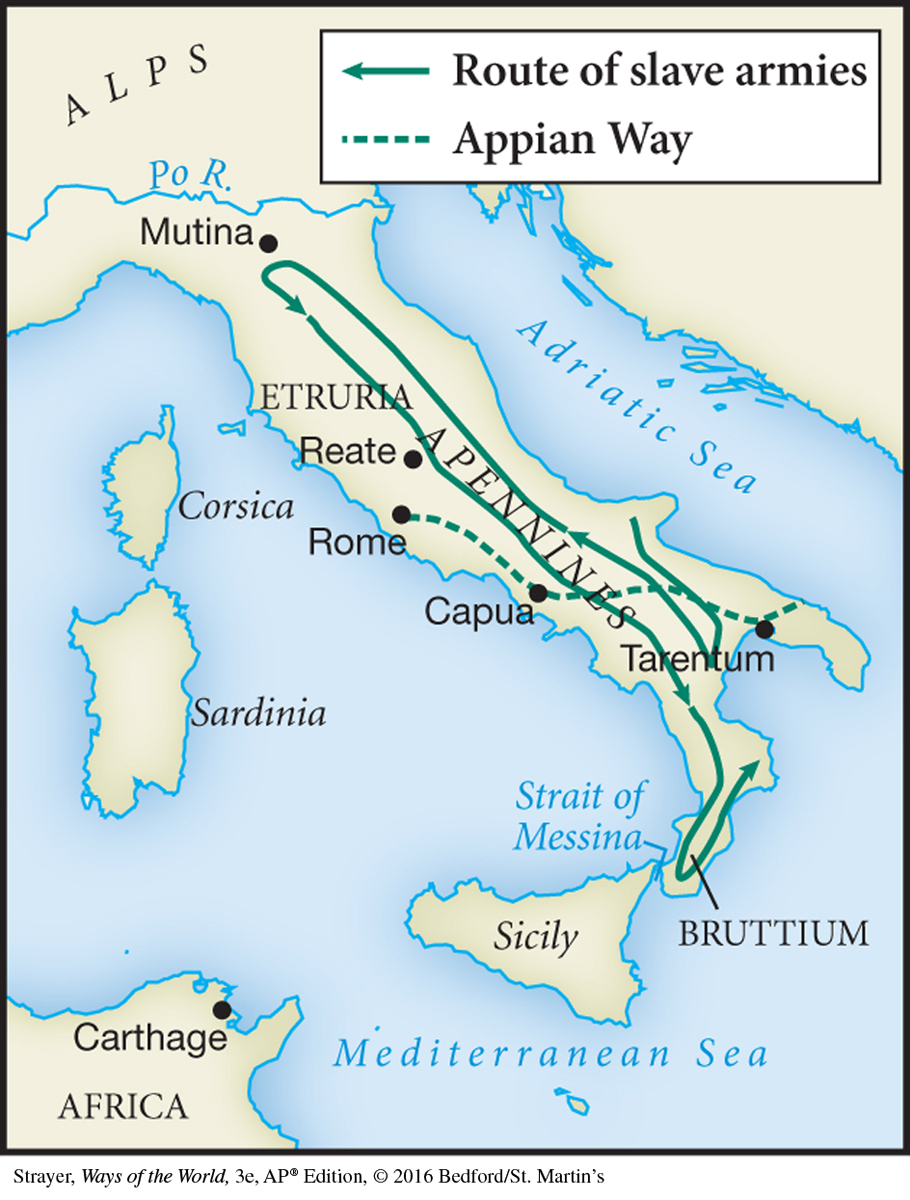 Route of slave armies
Appian Way
ALPS
Po R.
Mutina
Adriatic Sea
ETRURIA
APENNINES
Reate
Corsica
Rome
Capua
Tarentum
Sardinia
Strait of
Messina
Sicily
BRUTTIUM
Carthage
Mediterranean Sea
AFRICA
Strayer, Ways of the World, 3e, AP® Edition, © 2016 Bedford/St. Martin’s